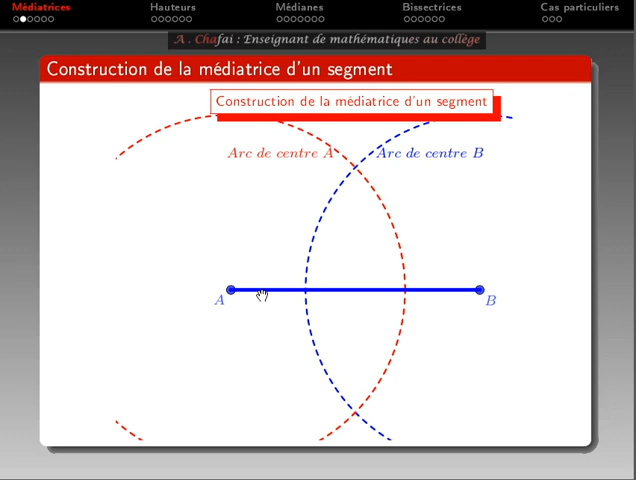 Médiatrices Hauteurs Médianes Bissectrices Cas particuliers
A . Chafai : Enseignant de mathématiques au collège
Construction de la médiatrice d'un segment
Construction de la médiatrice d'un segment
Arc de centre A Arc de centre B
A B